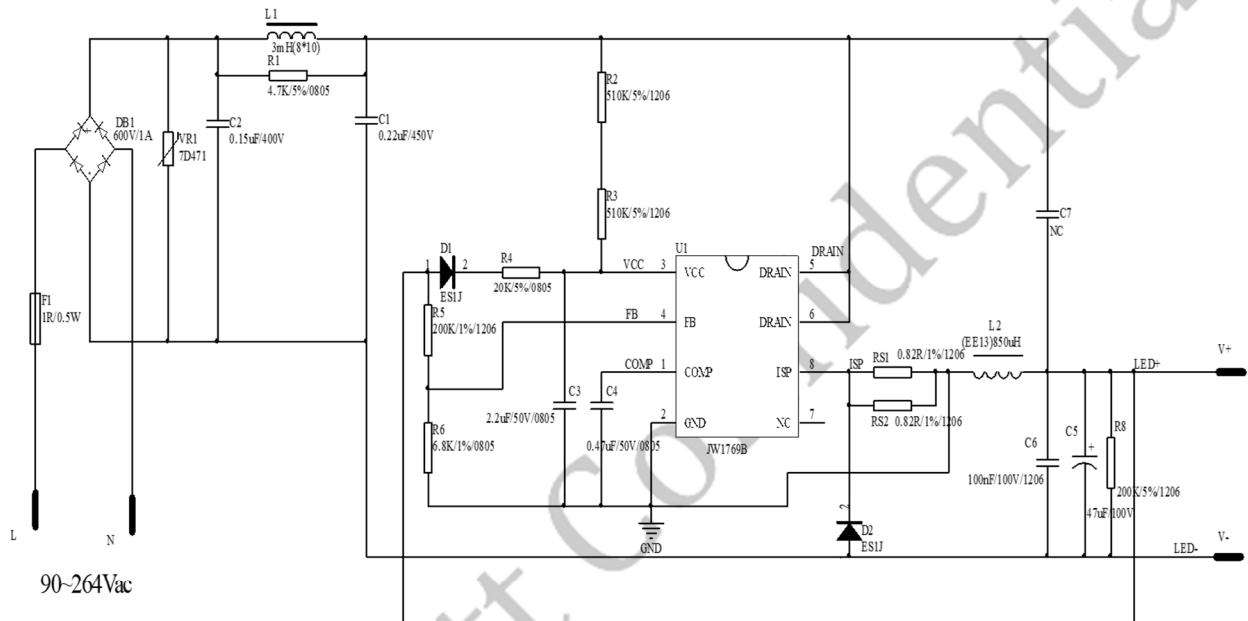 L1
3mH(8*10)
R1
4.7K/5%/0805
DB1
600V/1A
VR1
7D471
C2
0.15uF/400V
C1
0.22uF/450V
R2
510K/5%/1206
R3
510K/5%/1206
C7
NC
F1
1R/0.5W
D1
1
2
ES1J
R4
20K/5%/0805
R5
200K/1%/1206
R6
6.8K/1%/0805
C3
2.2uF/50V/0805
C4
0.47uF/50V/0805
U1
VCC 3 VCC
FB 4 FB
COMP 1 COMP
2 GND
DRAIN
DRAIN 5
DRAIN 6
ISP 8 ISP
NC 7
JW1769B
GND
RS1 0.82R/1%/1206
RS2 0.82R/1%/1206
L2
(EE13)850uH
LED+
V+
2
D2
ES1J
C6
100nF/100V/1206
C5
+
47uF/100V
R8
200K/5%/1206
LED-
V-
L
N
90~264Vac
tt Confidentia